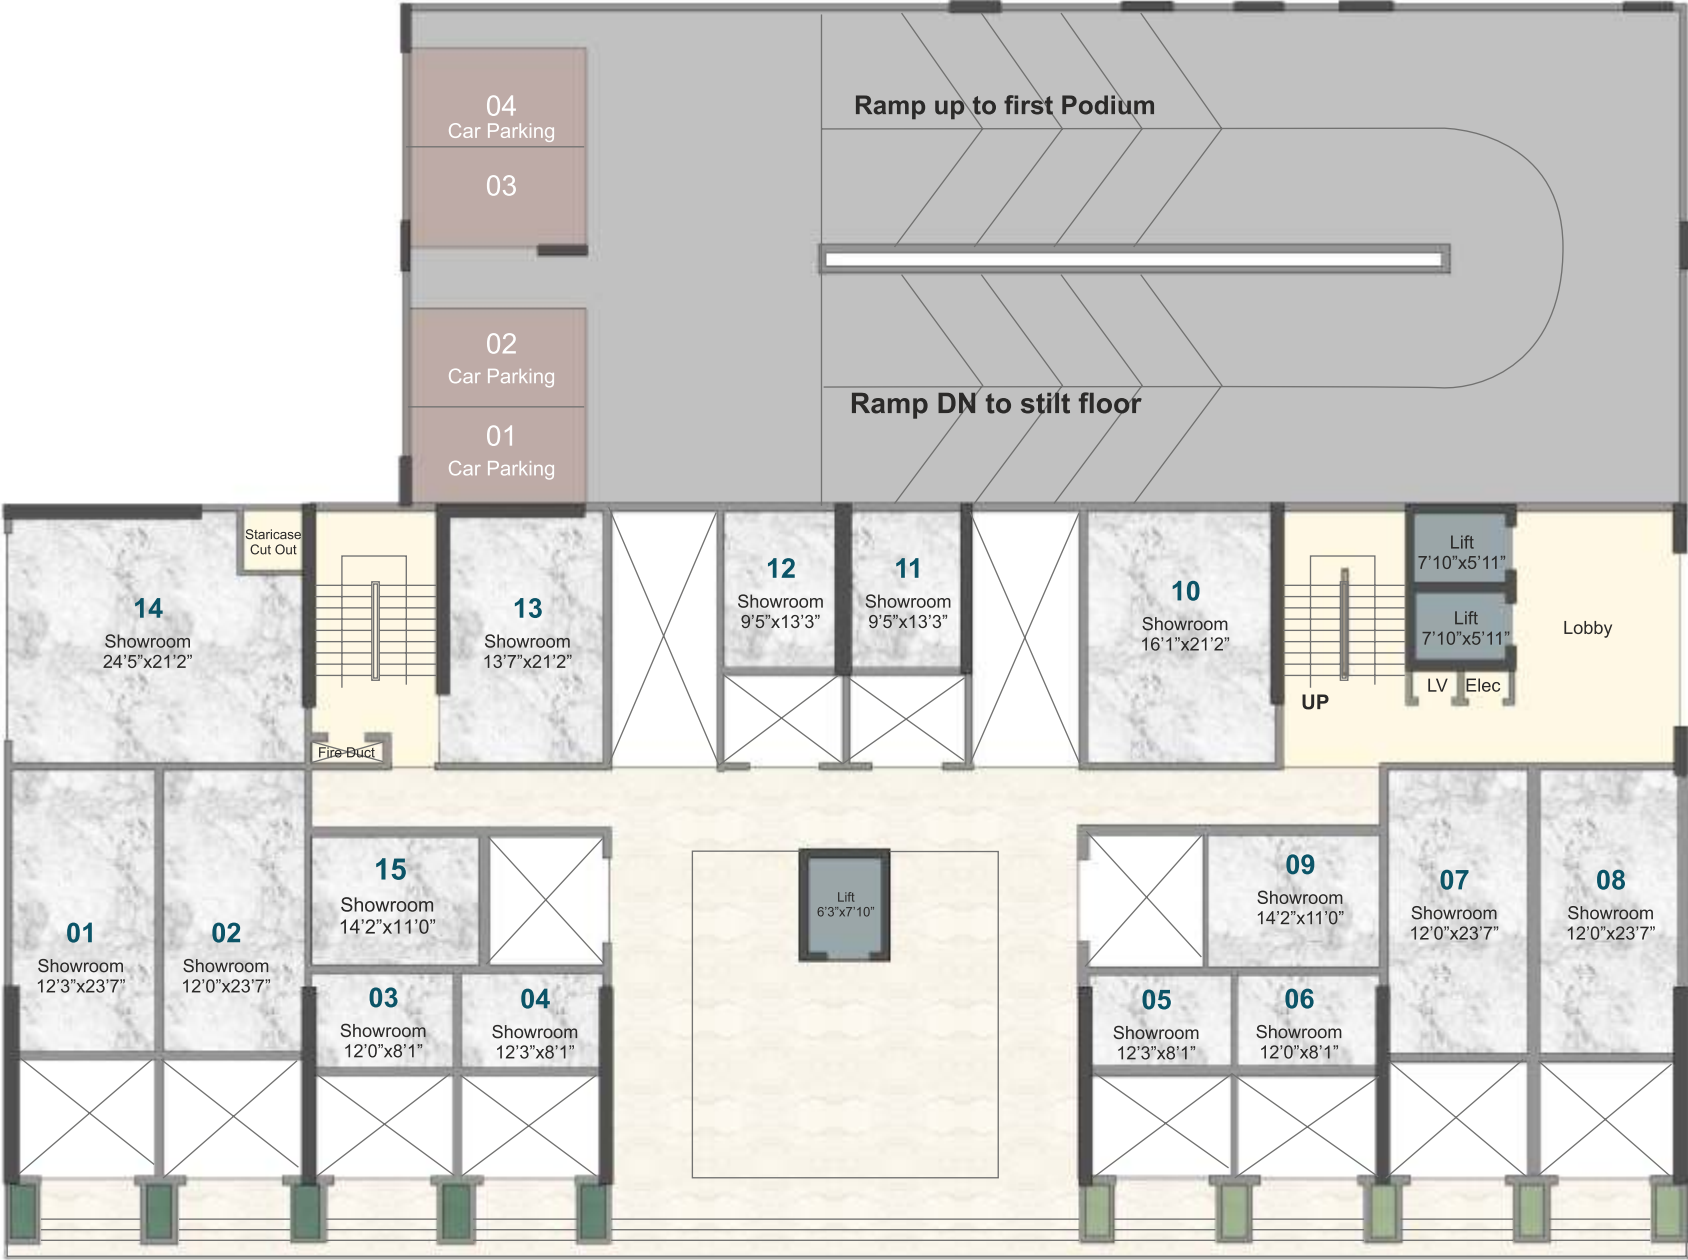 04
Car Parking
03
Ramp up to first Podium
02
Car Parking
01
Car Parking
Ramp DN to stilt floor
Staricase
Cut Out
14
Showroom
24’5”x21’2”
Fire Duct
13
Showroom
13’7”x21’2”
12
Showroom
9’5”x13’3”
11
Showroom
9’5”x13’3”
10
Showroom
16’1”x21’2”
UP
Lift
7’10”x5’11”
Lift
7’10”x5’11”
LV
Elec
Lobby
01
Showroom
12’3”x23’7”
02
Showroom
12’0”x23’7”
15
Showroom
14’2”x11’0”
03
Showroom
12’0”x8’1”
04
Showroom
12’3”x8’1”
Lift
6’3”x7’10”
09
Showroom
14’2”x11’0”
05
Showroom
12’3”x8’1”
06
Showroom
12’0”x8’1”
07
Showroom
12’0”x23’7”
08
Showroom
12’0”x23’7”